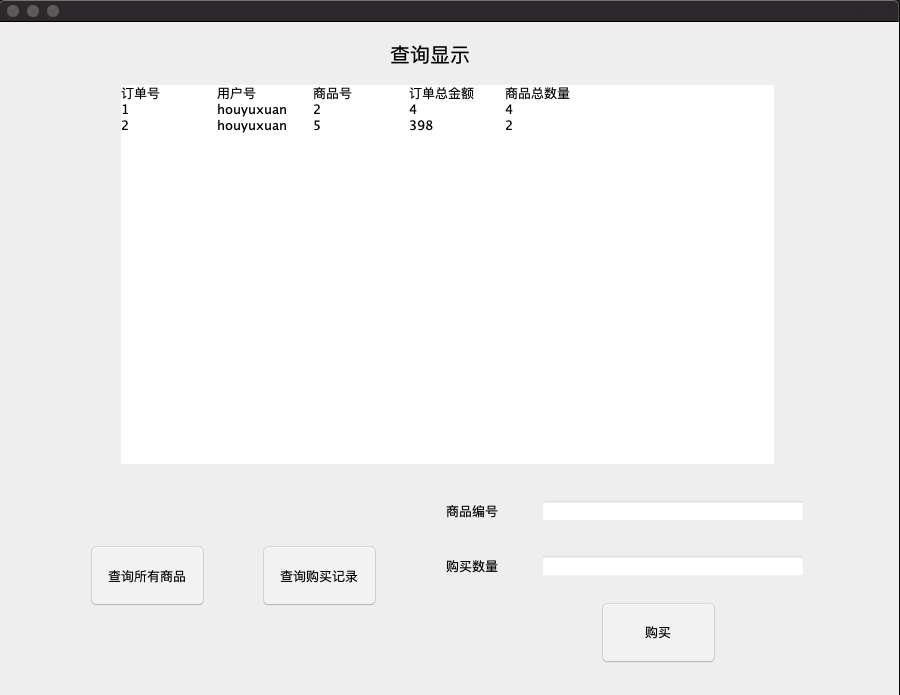 查询显示
订单号 用户号 商品号 订单总金额 商品总数量
1 houyuxuan 2 4 4
2 houyuxuan 5 398 2
商品编号
查询所有商品 查询购买记录 购买数量
购买